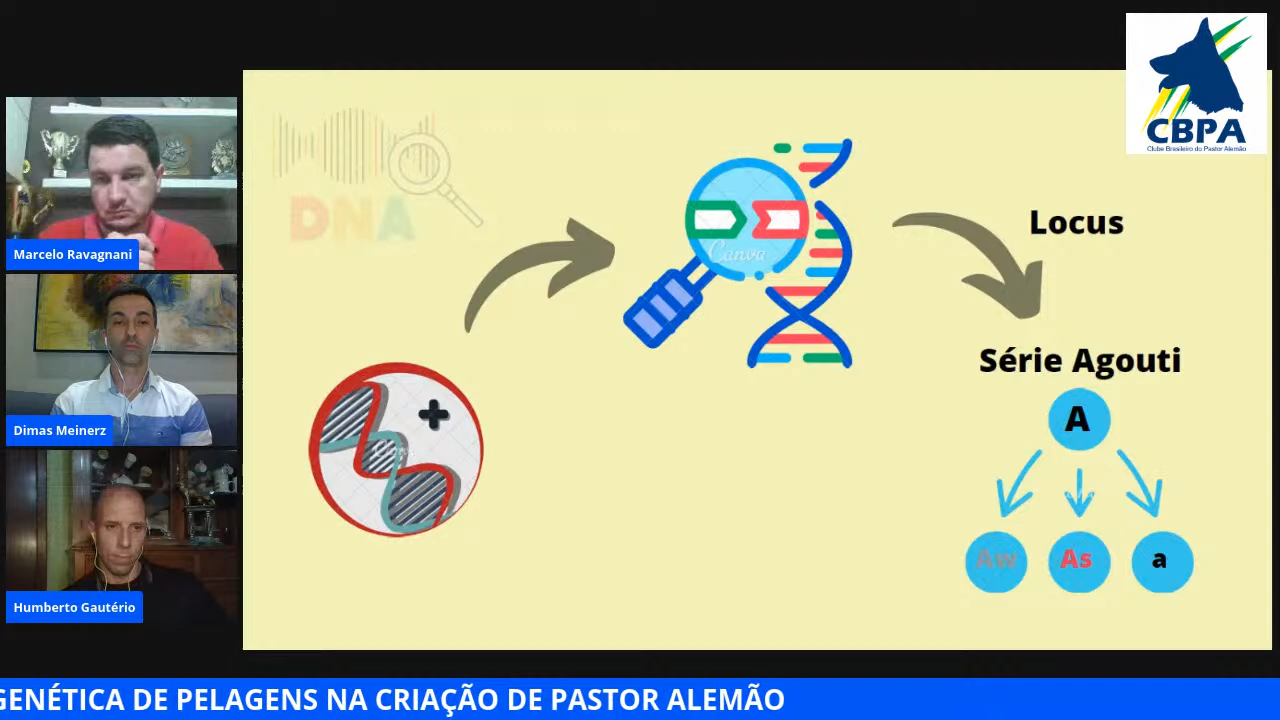 CBPA
Clube Brasileiro do Pastor Alemão
Marcelo Ravagnani
Dimas Meinerz
Humberto Gautério
DNA
Canva
Locus
Série Agouti
A
Aw
As
a
GENÉTICA DE PELAGENS NA CRIAÇÃO DE PASTOR ALEMÃO